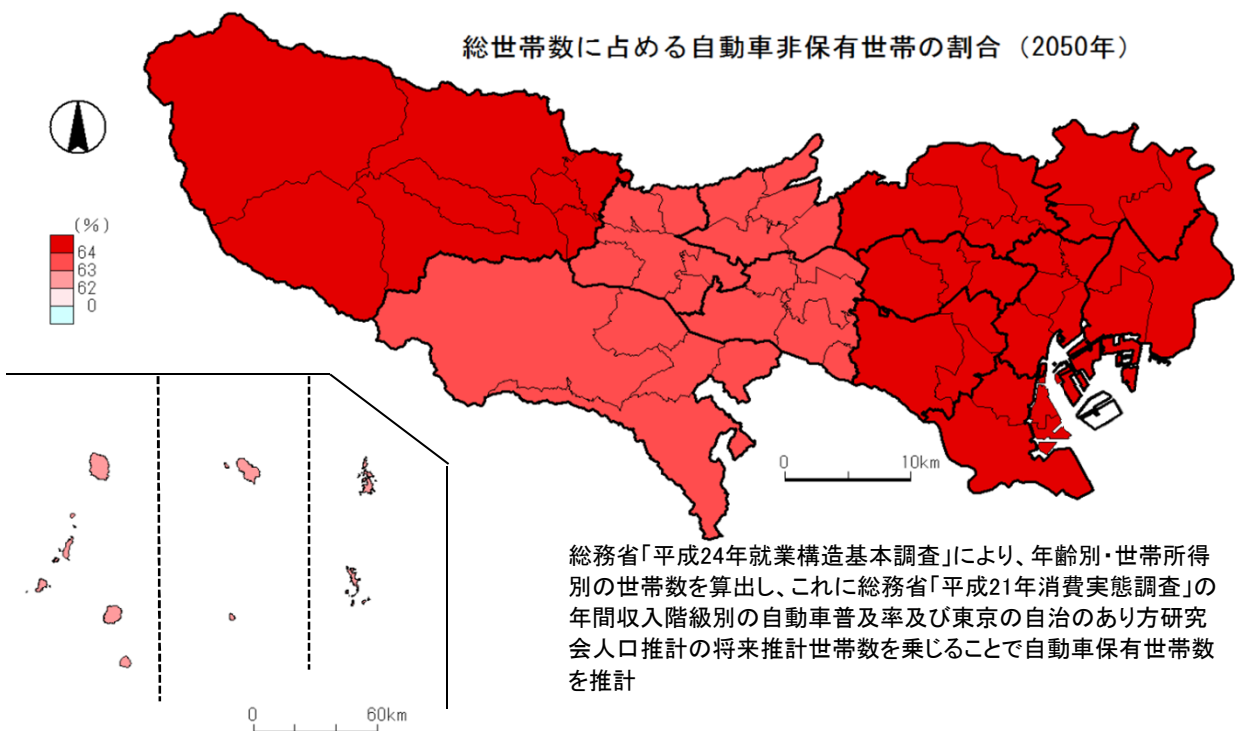 総世帯数に占める自動車非保有世帯の割合（2050年）
(%)
64
63
62
0
0 10km
総務省「平成24年就業構造基本調査」により、年齢別・世帯所得
別の世帯数を算出し、これに総務省「平成21年消費実態調査」の
年間収入階級別の自動車普及率及び東京の自治のあり方研究
会人口推計の将来推計世帯数を乗じることで自動車保有世帯数
を推計
0 60km